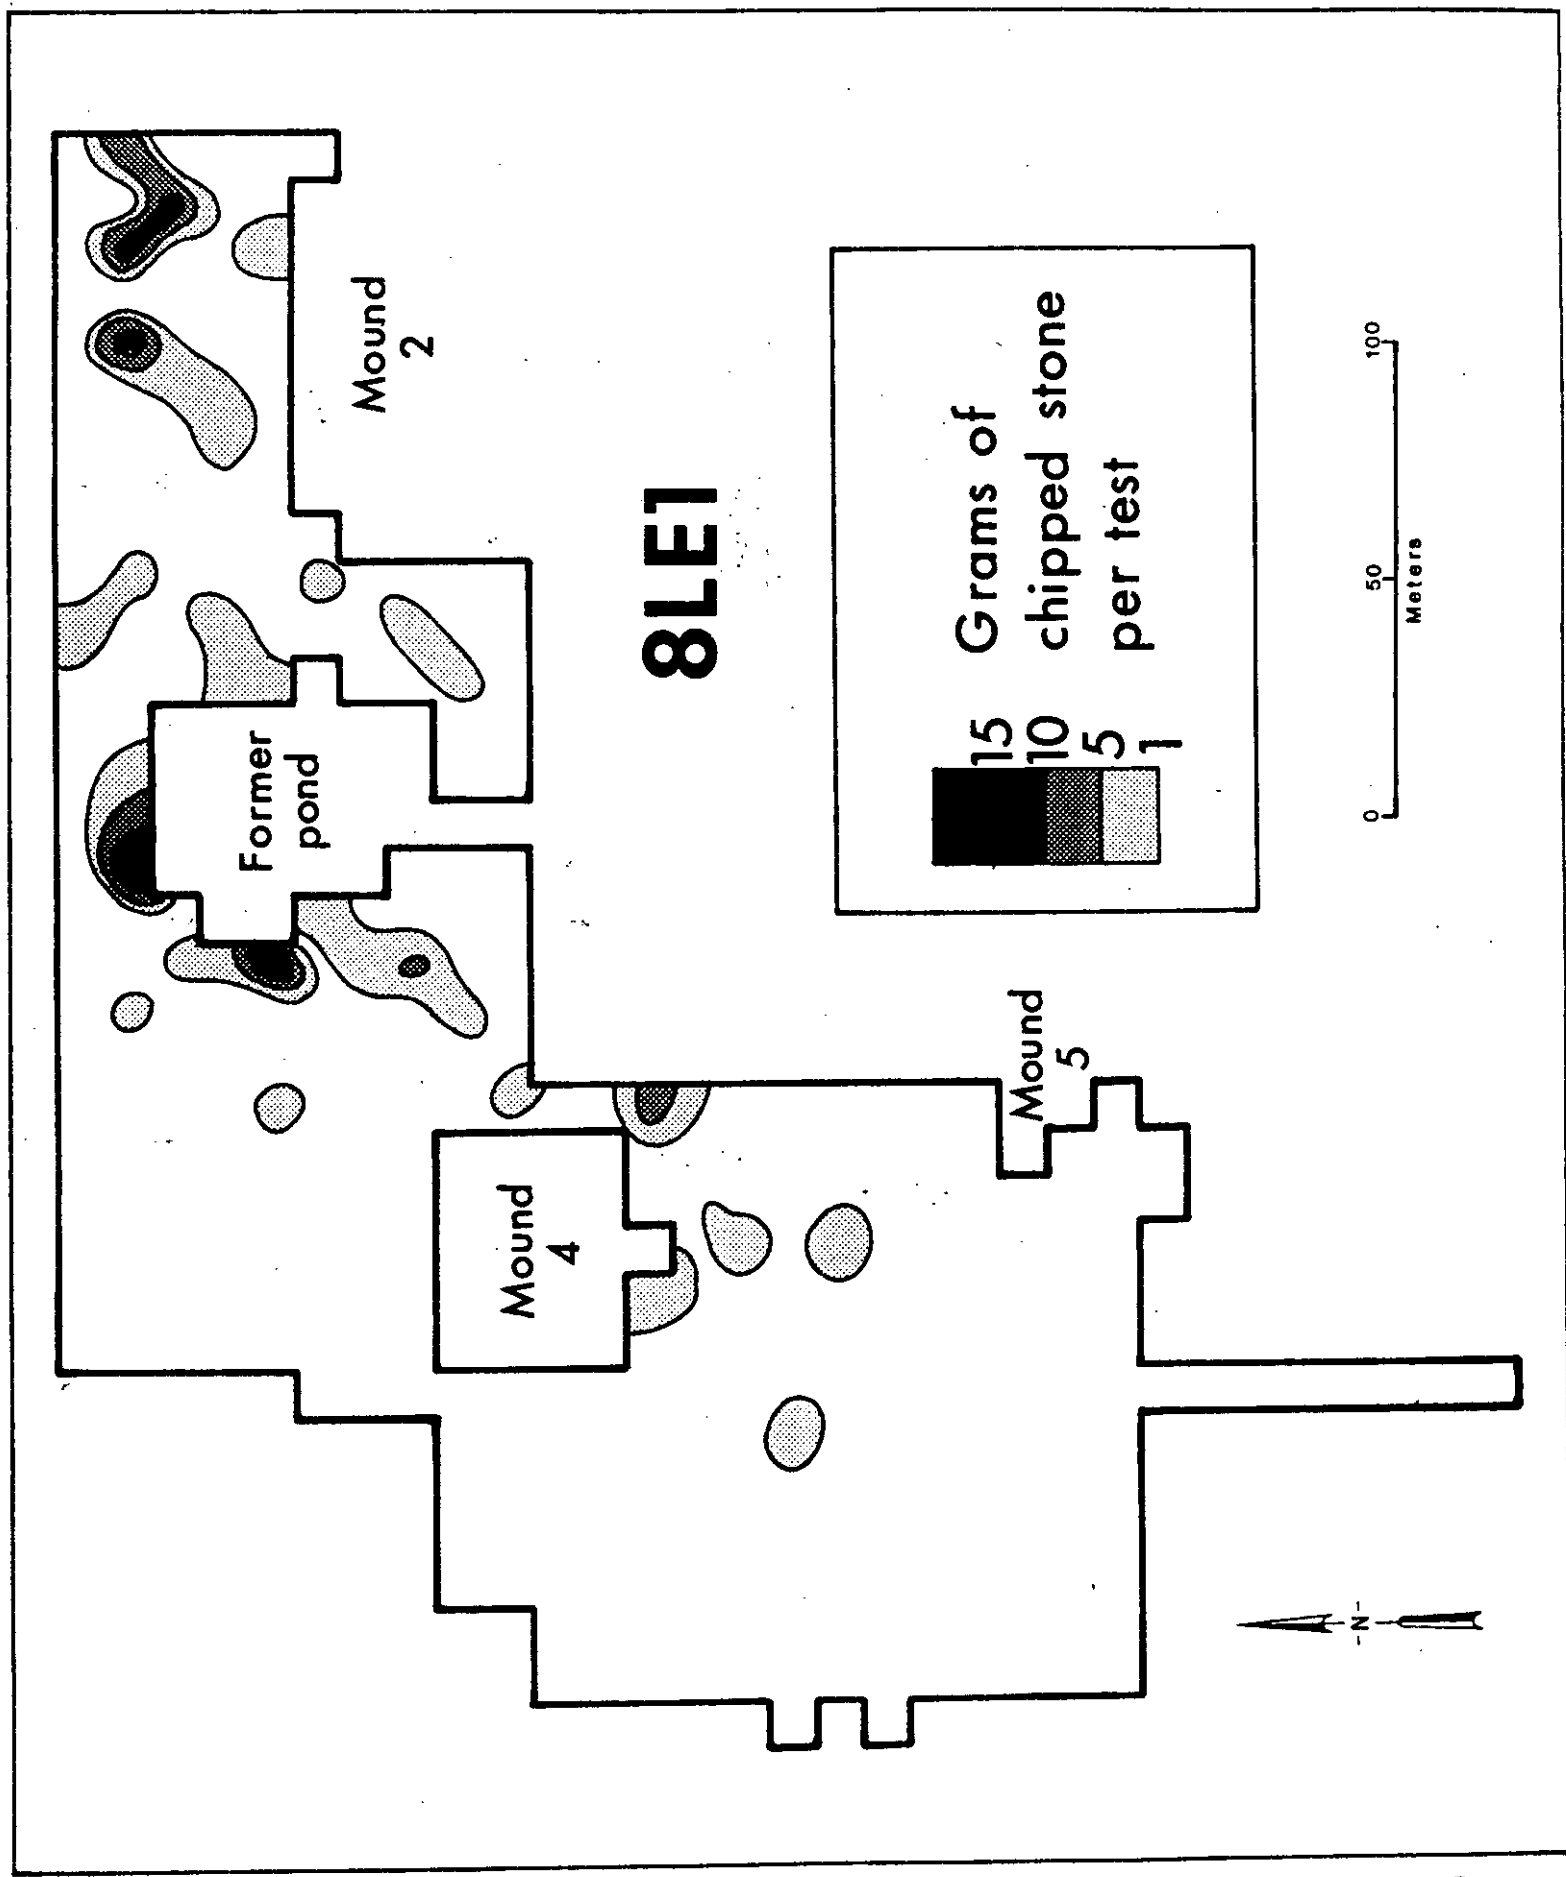 Mound
2
Former
pond
8LE1
Mound
4
Mound
5
15 Grams of
10 chipped stone
5 per test
1
0 50 100
Meters
-N-